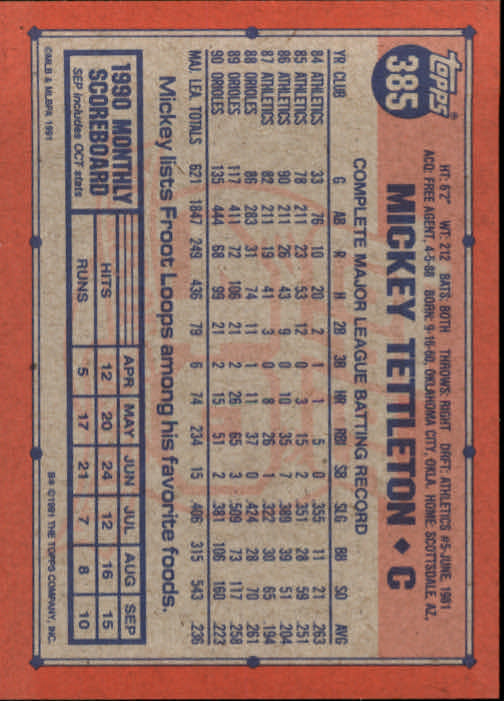 topps®
385
HT: 6'2" WT: 212 BATS: BOTH THROWS: RIGHT DRFT: ATHLETICS #5-JUNE, 1981
ACQ: FREE AGENT, 4-5-88 BORN: 9-16-60, OKLAHOMA CITY, OKLA. HOME: SCOTTSDALE, AZ.
MICKEY TETTLETON ◆ C
COMPLETE MAJOR LEAGUE BATTING RECORD
YR CLUB G AB R H 2B 3B HR RBI SB SLG BB SO AVG
84 ATHLETICS 33 76 10 20 2 1 1 5 0 .355 11 21 .263
85 ATHLETICS 78 211 23 53 12 0 3 15 2 .351 28 59 .251
86 ATHLETICS 90 211 26 43 9 0 10 35 7 .389 39 51 .204
87 ATHLETICS 82 211 19 41 3 0 8 26 1 .322 30 65 .194
88 ORIOLES 86 283 31 74 11 1 11 37 0 .424 28 70 .261
89 ORIOLES 117 411 72 106 21 2 26 65 3 .509 73 117 .258
90 ORIOLES 135 444 68 99 21 2 15 51 2 .381 106 160 .223
MAJ. LEA. TOTALS 621 1847 249 436 79 6 74 234 15 .406 315 543 .236
Mickey lists Froot Loops among his favorite foods.
1990 MONTHLY SCOREBOARD
SEP includes OCT stats
APR MAY JUN JUL AUG SEP
HITS 12 20 24 12 16 15
RUNS 5 17 21 7 8 10
©MLB & MLBPA 1991
B* ©1991 THE TOPPS COMPANY, INC.